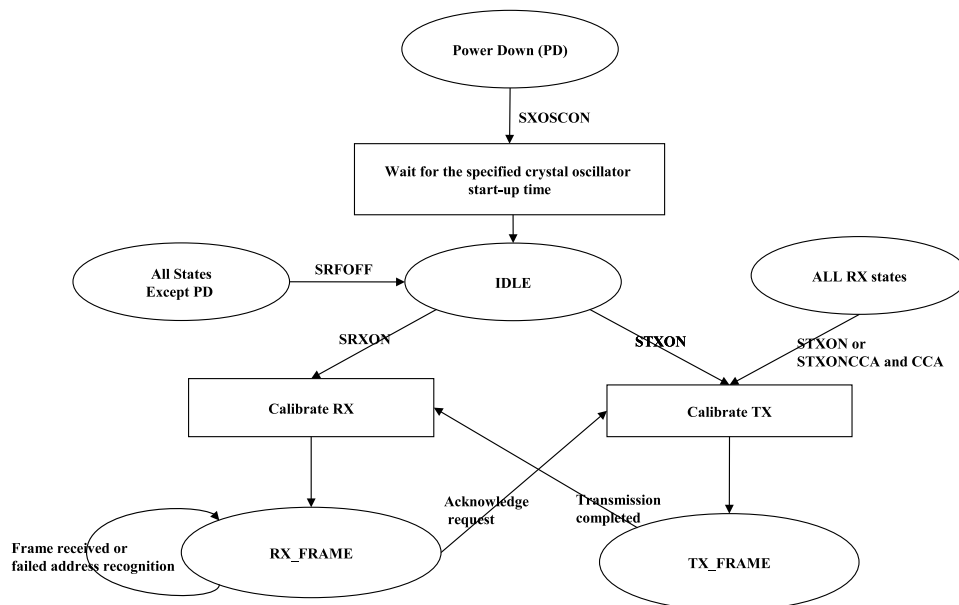 Power Down (PD)
SXOSCON
Wait for the specified crystal oscillator
start-up time
All States
Except PD
SRFOFF
IDLE
ALL RX states
SRXON
STXON
STXON or
STXONCCA and CCA
Calibrate RX
Calibrate TX
Acknowledge
request
Transmission
completed
Frame received or
failed address recognition
RX_FRAME
TX_FRAME